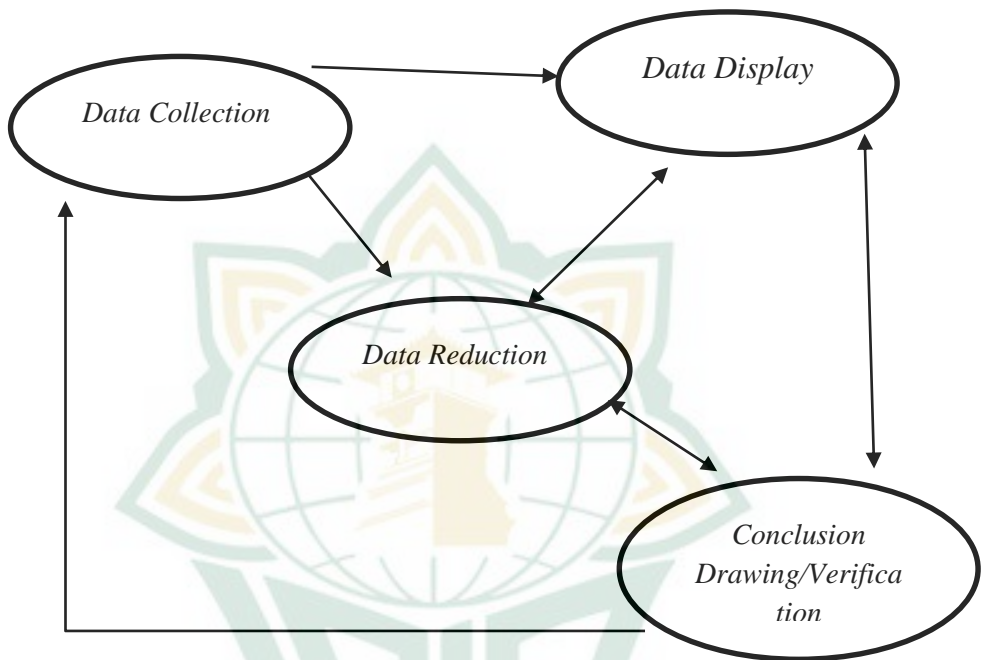 Data Collection
Data Display
Data Reduction
Conclusion
Drawing/Verifica
tion